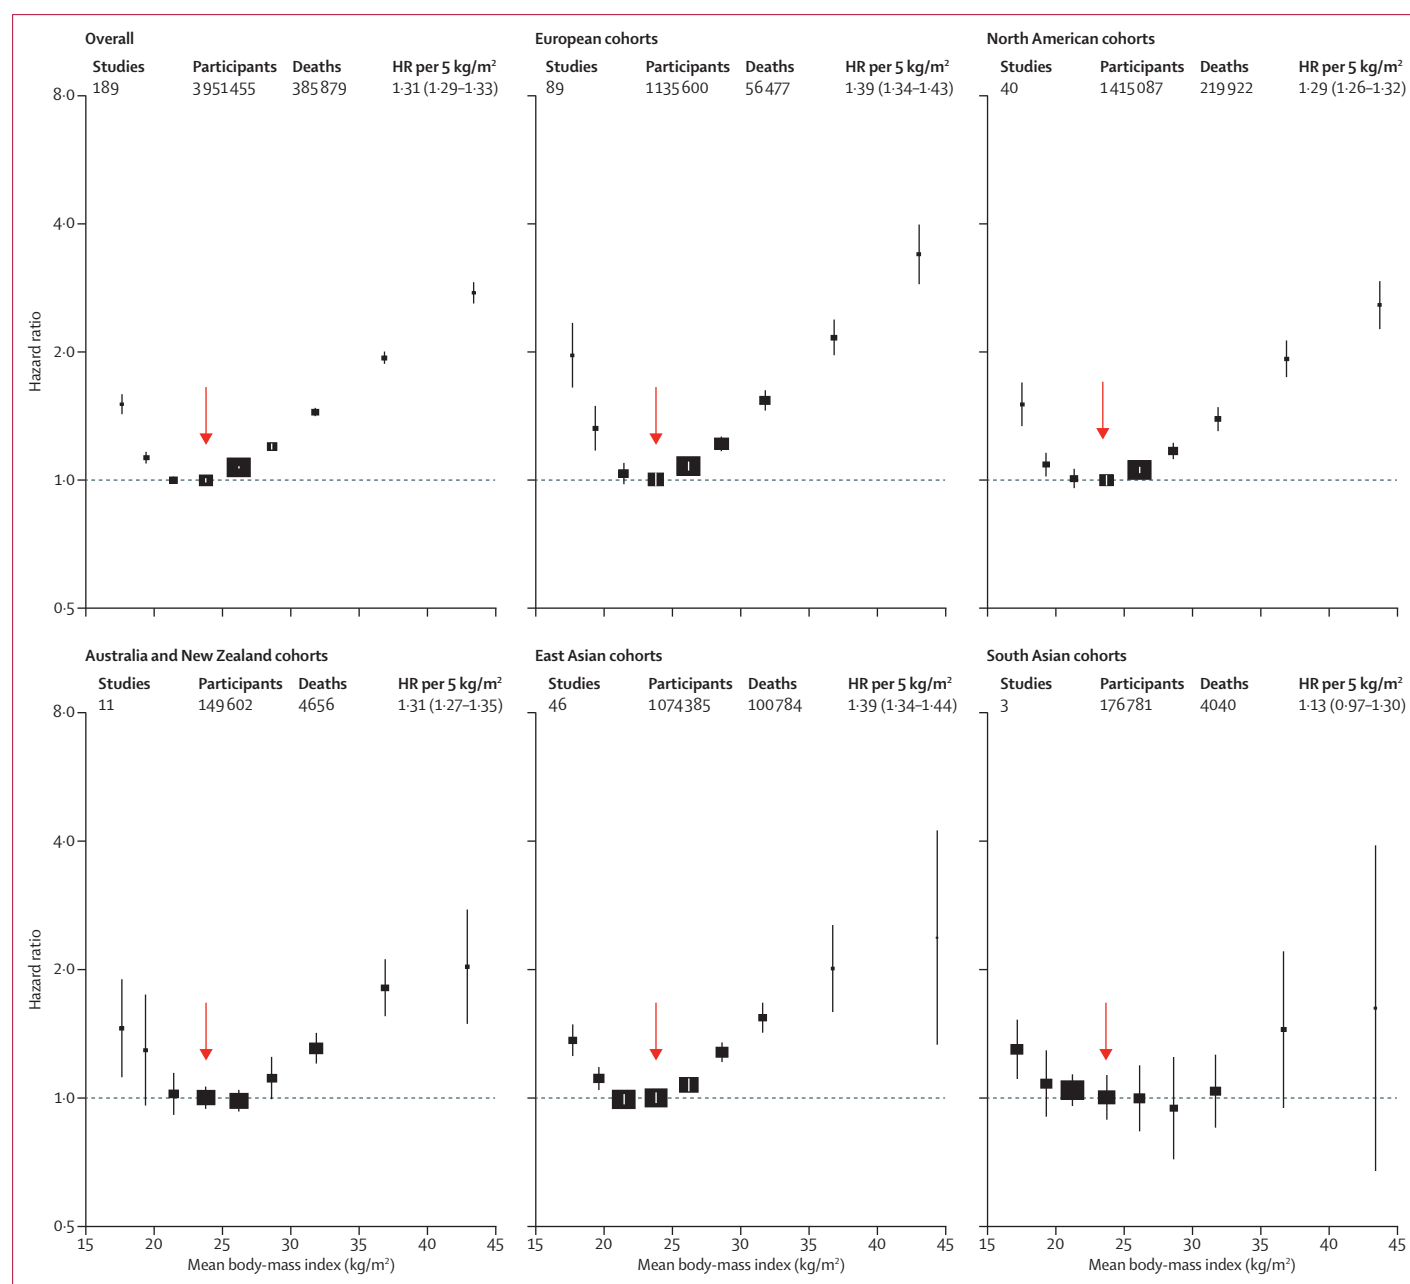 Overall
Studies Participants Deaths HR per 5 kg/m²
189 3951455 385879 1·31 (1·29–1·33)
European cohorts
Studies Participants Deaths HR per 5 kg/m²
89 1135600 56477 1·39 (1·34–1·43)
North American cohorts
Studies Participants Deaths HR per 5 kg/m²
40 1415087 219922 1·29 (1·26–1·32)
8·0
4·0
2·0
1·0
0·5
Hazard ratio
Australia and New Zealand cohorts
Studies Participants Deaths HR per 5 kg/m²
11 149602 4656 1·31 (1·27–1·35)
East Asian cohorts
Studies Participants Deaths HR per 5 kg/m²
46 1074385 100784 1·39 (1·34–1·44)
South Asian cohorts
Studies Participants Deaths HR per 5 kg/m²
3 176781 4040 1·13 (0·97–1·30)
8·0
4·0
2·0
1·0
0·5
Hazard ratio
15 20 25 30 35 40 45
Mean body-mass index (kg/m²)
15 20 25 30 35 40 45
Mean body-mass index (kg/m²)
15 20 25 30 35 40 45
Mean body-mass index (kg/m²)